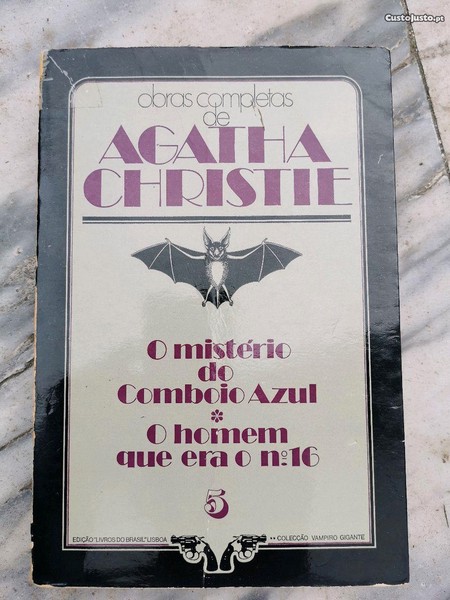 CustoJusto.pt
obras completas
de
AGATHA
CHRISTIE
O mistério
do
Comboio Azul
*
O homem
que era o n.º 16
5
EDIÇÃO "LIVROS DO BRASIL" LISBOA
** COLECÇÃO VAMPIRO GIGANTE